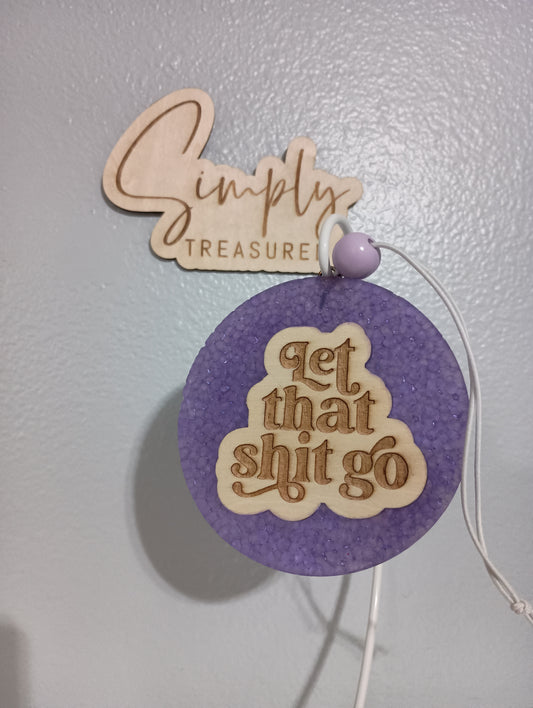 Simply
TREASURE
Let
that
shit go